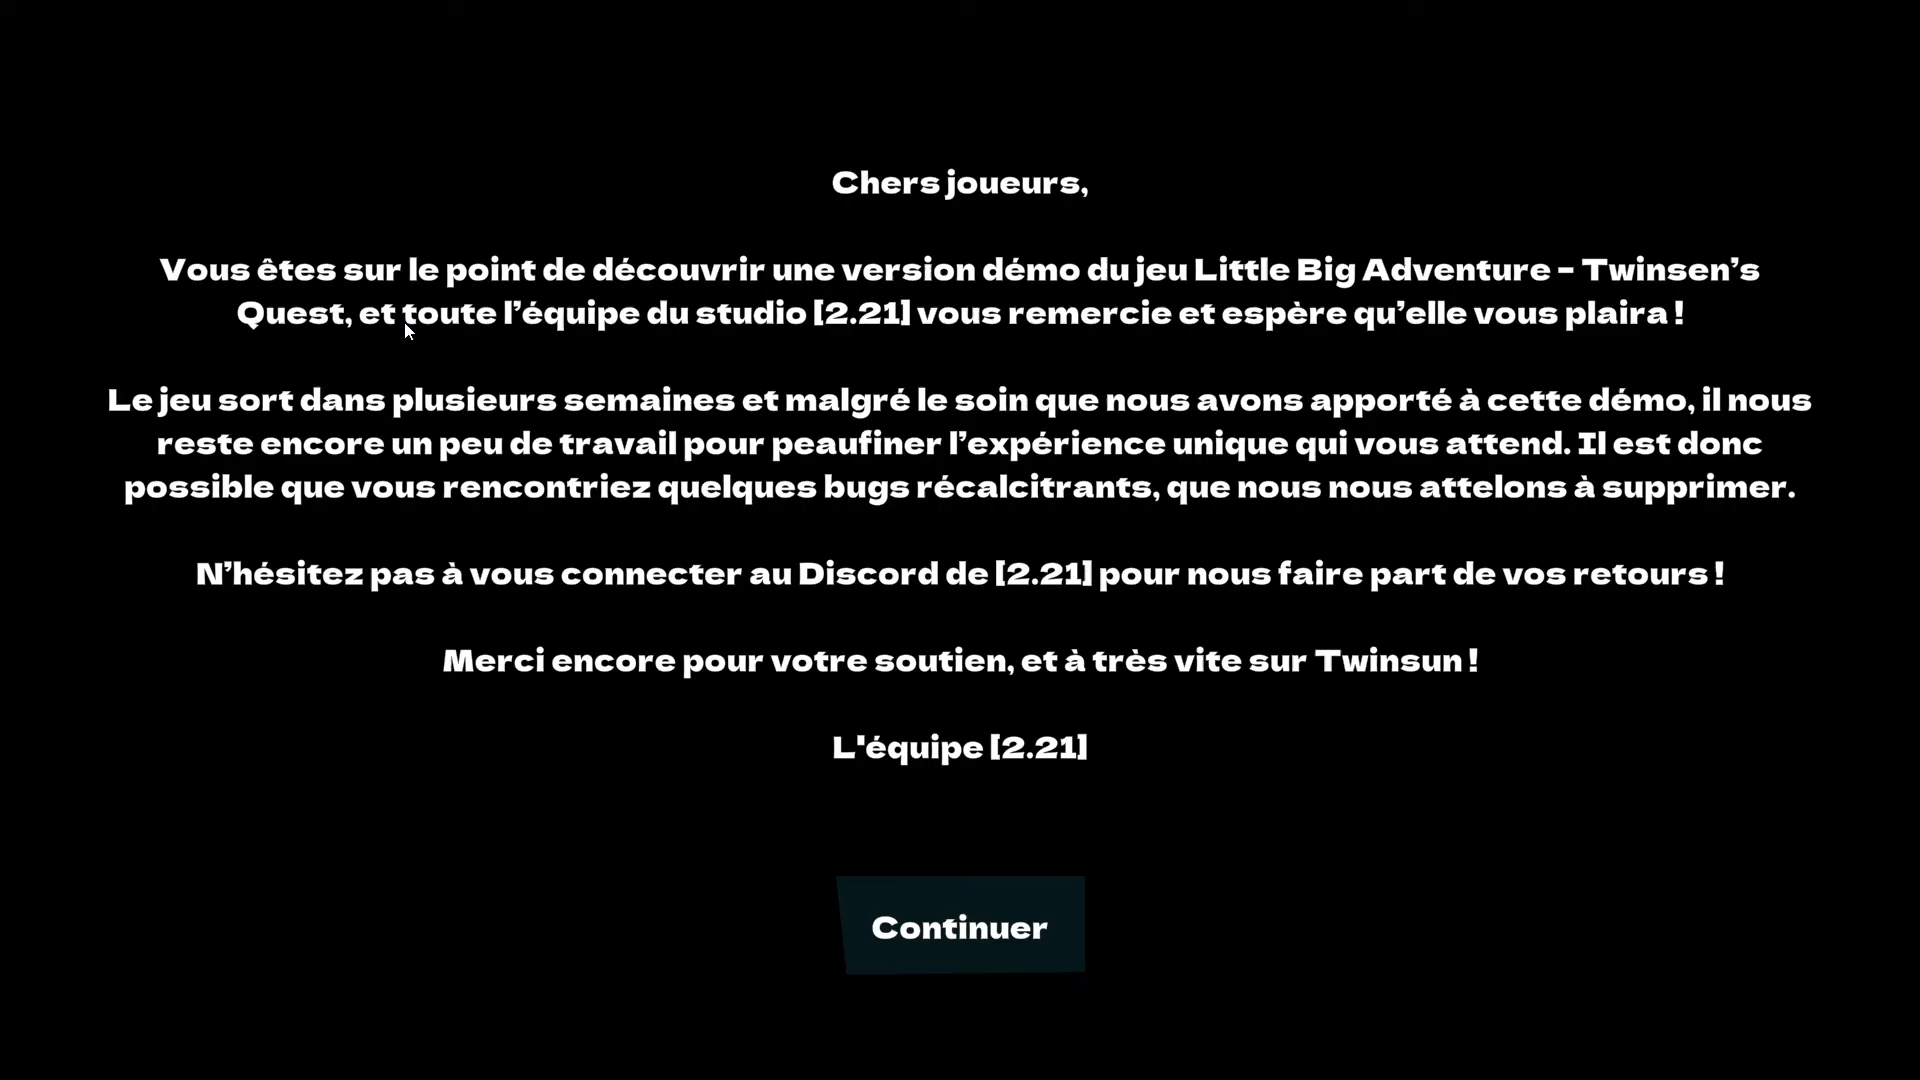 Chers joueurs,
Vous êtes sur le point de découvrir une version démo du jeu Little Big Adventure – Twinsen’s
Quest, et toute l’équipe du studio [2.21] vous remercie et espère qu’elle vous plaira !
Le jeu sort dans plusieurs semaines et malgré le soin que nous avons apporté à cette démo, il nous
reste encore un peu de travail pour peaufiner l’expérience unique qui vous attend. Il est donc
possible que vous rencontriez quelques bugs récalcitrants, que nous nous attelons à supprimer.
N’hésitez pas à vous connecter au Discord de [2.21] pour nous faire part de vos retours !
Merci encore pour votre soutien, et à très vite sur Twinsun !
L'équipe [2.21]
Continuer